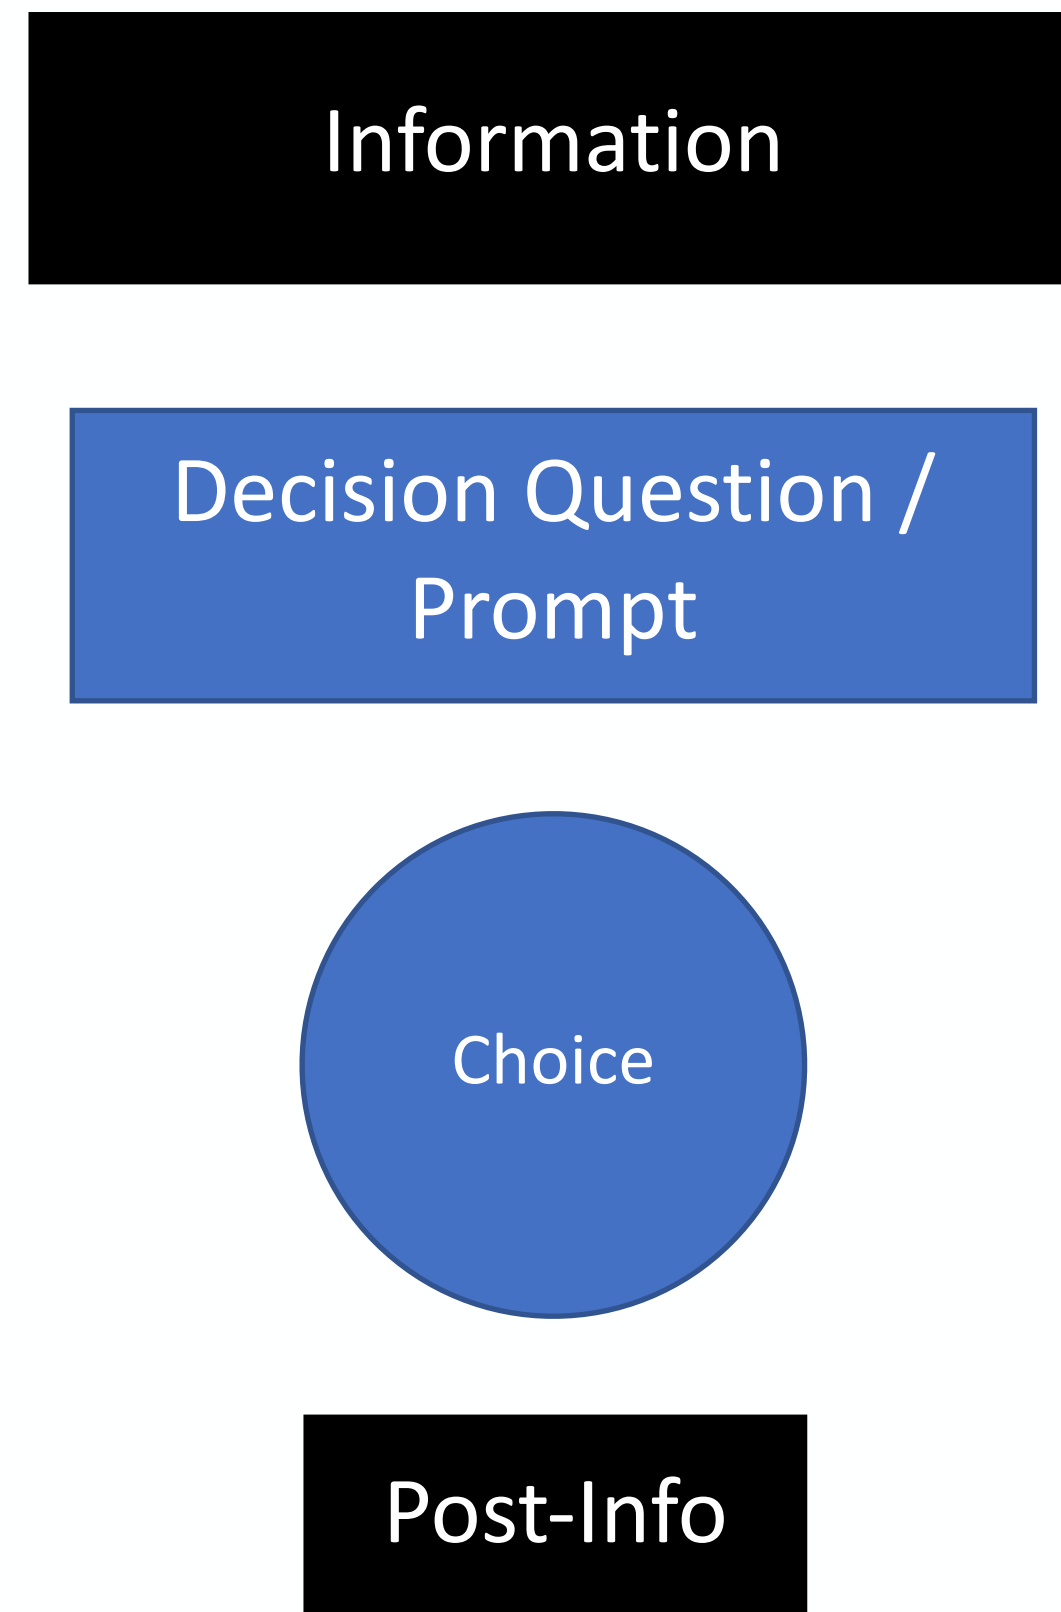 Information
Decision Question /
Prompt
Choice
Post-Info